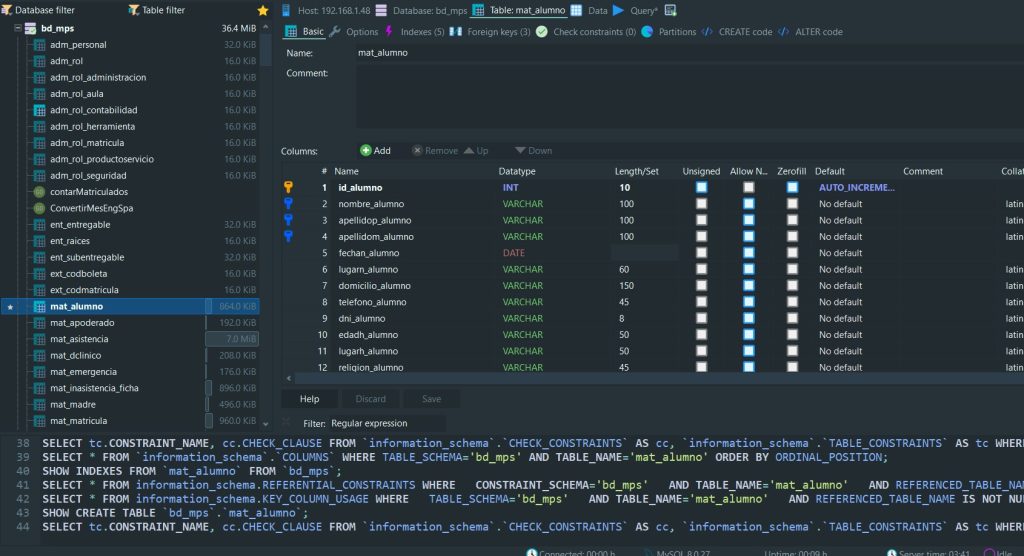 Database filter Table filter
bd_mps 36.4 MiB
adm_personal 32.0 KiB
adm_rol 16.0 KiB
adm_rol_administracion 16.0 KiB
adm_rol_aula 16.0 KiB
adm_rol_contabilidad 16.0 KiB
adm_rol_herramienta 16.0 KiB
adm_rol_matricula 16.0 KiB
adm_rol_productoservicio 16.0 KiB
adm_rol_seguridad 16.0 KiB
contarMatriculados
ConvertirMesEngSpa
ent_entregable 32.0 KiB
ent_raices 16.0 KiB
ent_subentregable 32.0 KiB
ext_codboleta 16.0 KiB
ext_codmatricula 16.0 KiB
mat_alumno 864.0 KiB
mat_apoderado 192.0 KiB
mat_asistencia 7.0 MiB
mat_dclinico 208.0 KiB
mat_emergencia 176.0 KiB
mat_inasistencia_ficha 896.0 KiB
mat_madre 496.0 KiB
mat_matricula 960.0 KiB
Host: 192.168.1.48 Database: bd_mps Table: mat_alumno Data Query*
Basic Options Indexes (5) Foreign keys (3) Check constraints (0) Partitions CREATE code ALTER code
Name: mat_alumno
Comment:
Columns: Add Remove Up Down
# Name Datatype Length/Set Unsigned Allow N... Zerofill Default Comment Collat
1 id_alumno INT 10 AUTO_INCREME...
2 nombre_alumno VARCHAR 100 No default latin
3 apellidop_alumno VARCHAR 100 No default latin
4 apellidom_alumno VARCHAR 100 No default latin
5 fechan_alumno DATE No default
6 lugarn_alumno VARCHAR 60 No default latin
7 domicilio_alumno VARCHAR 150 No default latin
8 telefono_alumno VARCHAR 45 No default latin
9 dni_alumno VARCHAR 8 No default latin
10 edadh_alumno VARCHAR 50 No default latin
11 lugarh_alumno VARCHAR 50 No default latin
12 religion_alumno VARCHAR 45 No default latin
Help Discard Save
Filter: Regular expression
38 SELECT tc.CONSTRAINT_NAME, cc.CHECK_CLAUSE FROM `information_schema`.`CHECK_CONSTRAINTS` AS cc, `information_schema`.`TABLE_CONSTRAINTS` AS tc WHERE
39 SELECT * FROM `information_schema`.`COLUMNS` WHERE TABLE_SCHEMA='bd_mps' AND TABLE_NAME='mat_alumno' ORDER BY ORDINAL_POSITION;
40 SHOW INDEXES FROM `mat_alumno` FROM `bd_mps`;
41 SELECT * FROM information_schema.REFERENTIAL_CONSTRAINTS WHERE CONSTRAINT_SCHEMA='bd_mps' AND TABLE_NAME='mat_alumno' AND REFERENCED_TABLE_NA
42 SELECT * FROM information_schema.KEY_COLUMN_USAGE WHERE TABLE_SCHEMA='bd_mps' AND TABLE_NAME='mat_alumno' AND REFERENCED_TABLE_NAME IS NOT NU
43 SHOW CREATE TABLE `bd_mps`.`mat_alumno`;
44 SELECT tc.CONSTRAINT_NAME, cc.CHECK_CLAUSE FROM `information_schema`.`CHECK_CONSTRAINTS` AS cc, `information_schema`.`TABLE_CONSTRAINTS` AS tc WHERE
Connected: 00:00 h MySQL 8.0.27 Uptime: 00:09 h Server time: 03:41 Idle